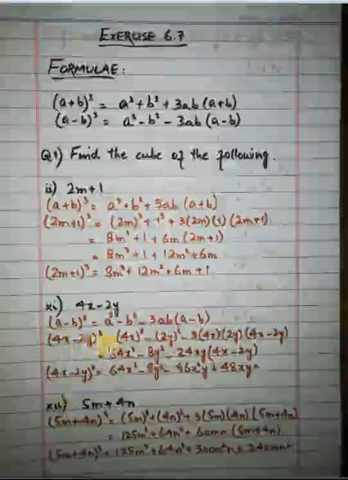 EXERCISE 6.7
FORMULAE:
(a+b)³ = a³ + b³ + 3ab (a+b)
(a-b)³ = a³ - b³ - 3ab (a-b)
Q1) Find the cube of the following.
ii) 2m+1
(a+b)³ = a³ + b³ + 3ab (a+b)
(2m+1)³ = (2m)³ + 1³ + 3(2m)(1)(2m+1)
= 8m³ + 1 + 6m (2m+1)
= 8m³ + 1 + 12m² + 6m
(2m+1)³ = 8m³ + 12m² + 6m + 1
xi) 4x-2y
(a-b)³ = a³ - b³ - 3ab(a-b)
(4x-2y)³ = (4x)³ - (2y)³ - 3(4x)(2y)(4x-2y)
= 64x³ - 8y³ - 24xy(4x-2y)
(4x-2y)³ = 64x³ - 8y³ - 96x²y + 48xy²
xii) 5m+4n
(5m+4n)³ = (5m)³ + (4n)³ + 3(5m)(4n)(5m+4n)
= 125m³ + 64n³ + 60mn (5m+4n)
(5m+4n)³ = 125m³ + 64n³ + 300m²n + 240mn²